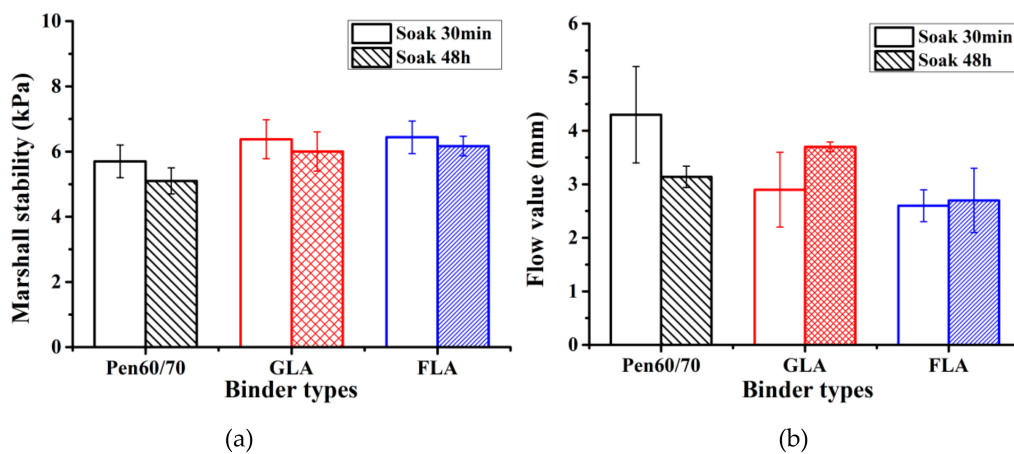 Marshall stability (kPa)
10
8
6
4
2
0
Soak 30min
Soak 48h
Pen60/70 GLA FLA
Binder types
(a)
Flow value (mm)
6
5
4
3
2
1
0
Soak 30min
Soak 48h
Pen60/70 GLA FLA
Binder types
(b)